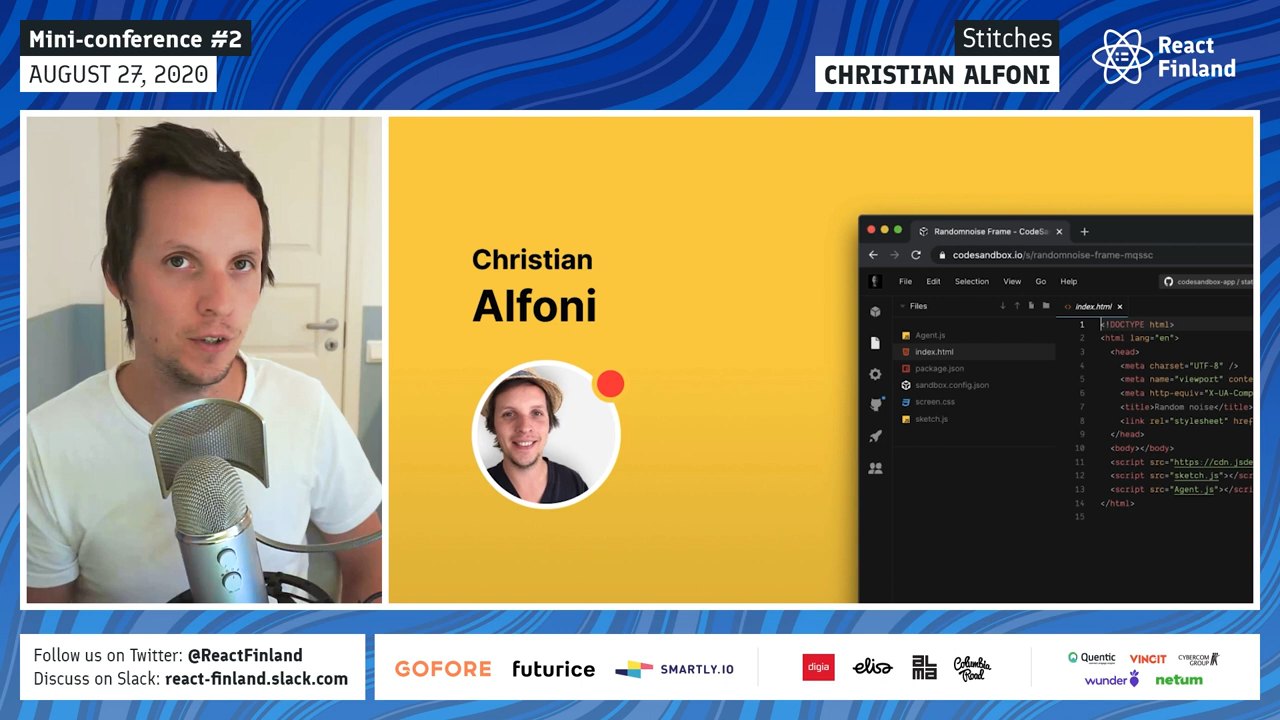 Mini-conference #2
AUGUST 27, 2020
Stitches
CHRISTIAN ALFONI
React
Finland
Christian
Alfoni
Randomnoise Frame - CodeSa
codesandbox.io/s/randomnoise-frame-mqssc
File Edit Selection View Go Help
codesandbox-app / stat
Files
Agent.js
index.html
package.json
sandbox.config.json
screen.css
sketch.js
index.html
1 <!DOCTYPE html>
2 <html lang="en">
3 <head>
4 <meta charset="UTF-8" />
5 <meta name="viewport" conte
6 <meta http-equiv="X-UA-Comp
7 <title>Random noise</title>
8 <link rel="stylesheet" href
9 </head>
10 <body></body>
11 <script src="https://cdn.jsde
12 <script src="sketch.js"></scr
13 <script src="Agent.js"></scri
14 </html>
15
Follow us on Twitter: @ReactFinland
Discuss on Slack: react-finland.slack.com
GOFORE
futurice
SMARTLY.IO
digia
elisa
ALMA
Columbia
Road
Quentic
VINCIT
CYBERCOM
GROUP
wunder
netum